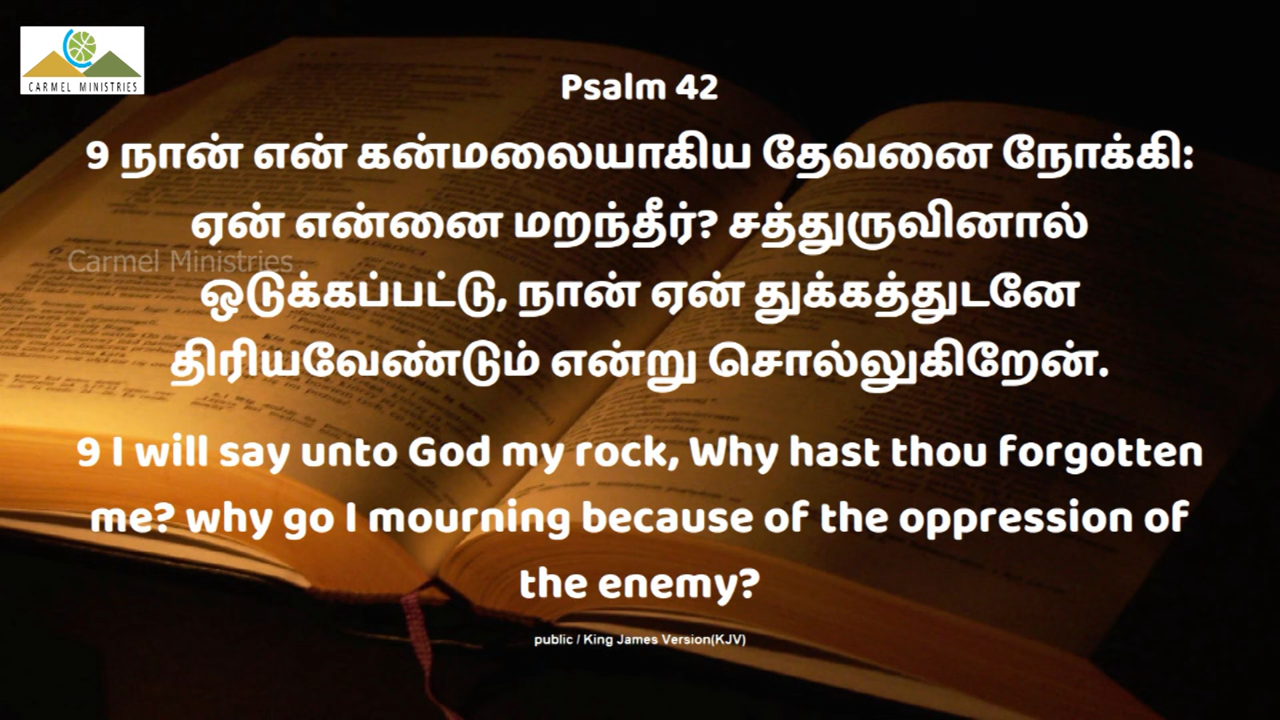 CARMEL MINISTRIES
Psalm 42
9 நான் என் கன்மலையாகிய தேவனை நோக்கி:
ஏன் என்னை மறந்தீர்? சத்துருவினால்
Carmel Ministries
ஒடுக்கப்பட்டு, நான் ஏன் துக்கத்துடனே
திரியவேண்டும் என்று சொல்லுகிறேன்.
9 I will say unto God my rock, Why hast thou forgotten
me? why go I mourning because of the oppression of
the enemy?
public / King James Version(KJV)